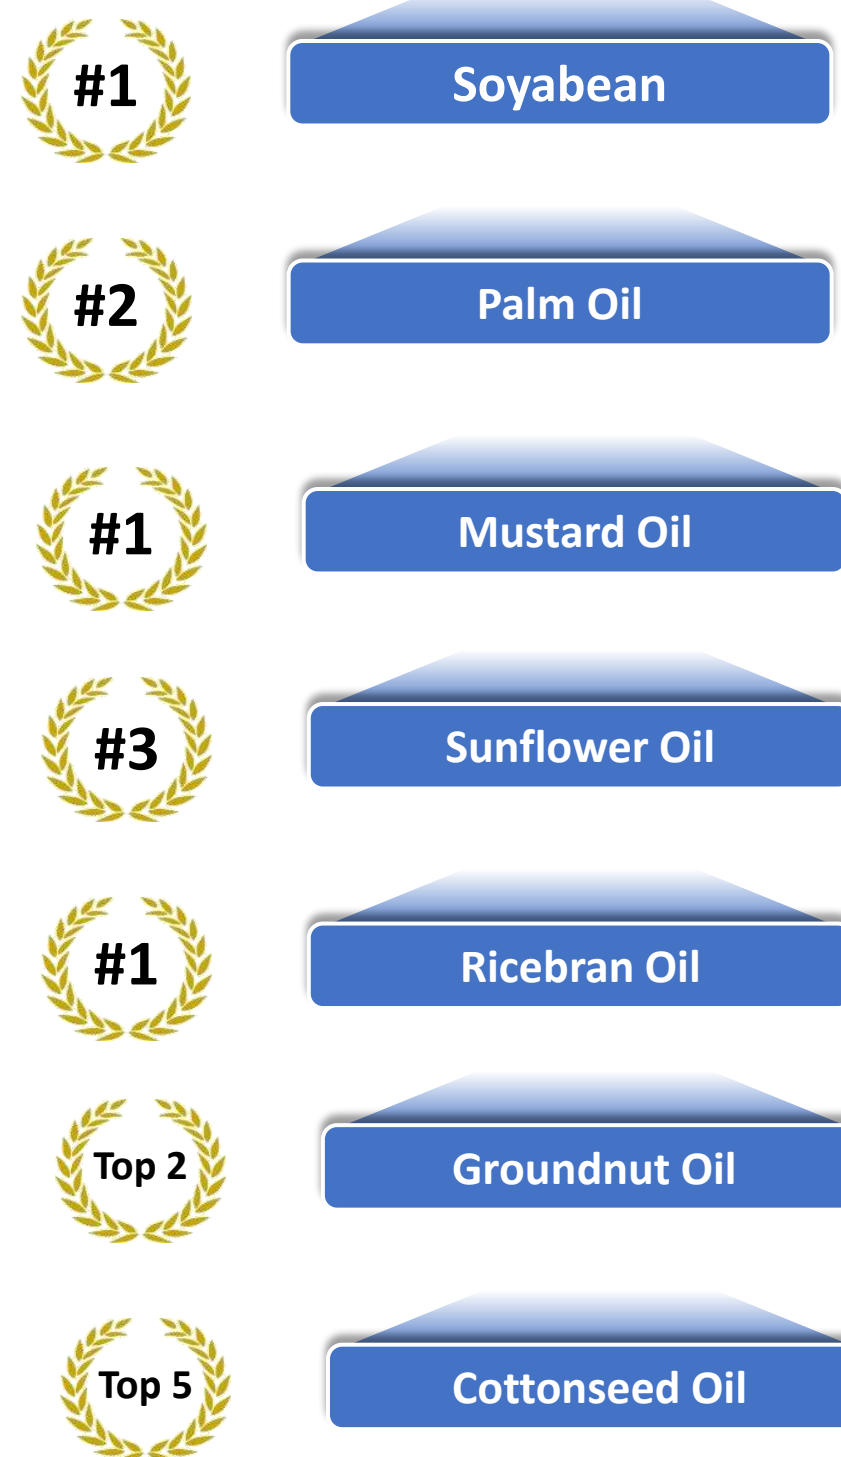 #1
Soyabean
#2
Palm Oil
#1
Mustard Oil
#3
Sunflower Oil
#1
Ricebran Oil
Top 2
Groundnut Oil
Top 5
Cottonseed Oil